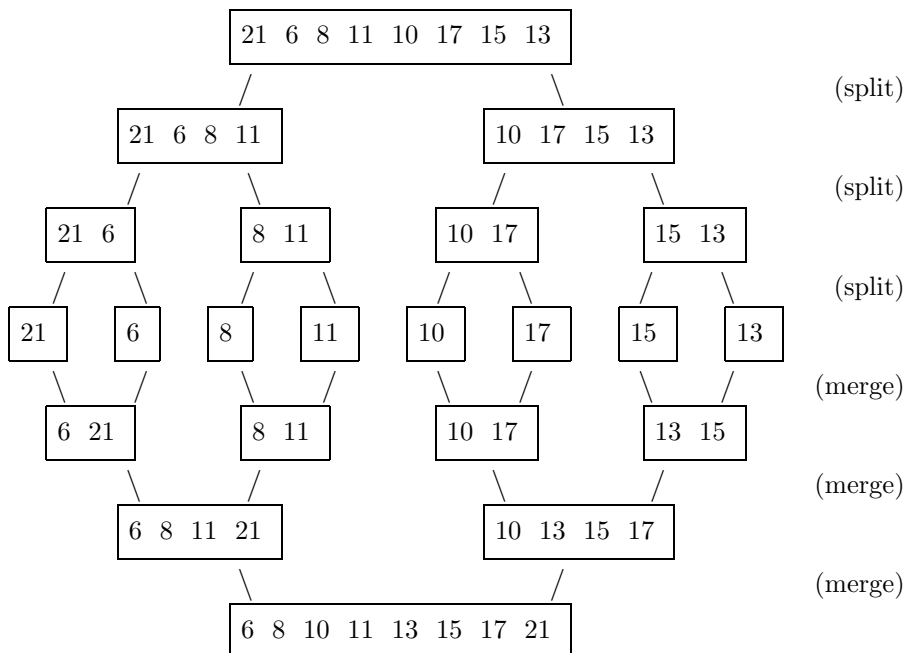 21 6 8 11 10 17 15 13
(split)
21 6 8 11 10 17 15 13
(split)
21 6 8 11 10 17 15 13
(split)
21 6 8 11 10 17 15 13
(merge)
6 21 8 11 10 17 13 15
(merge)
6 8 11 21 10 13 15 17
(merge)
6 8 10 11 13 15 17 21